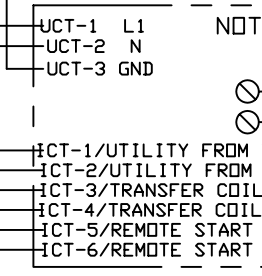 UCT-1 L1
NOT
UCT-2 N
UCT-3 GND
ICT-1/UTILITY FROM
ICT-2/UTILITY FROM
ICT-3/TRANSFER COIL
ICT-4/TRANSFER COIL
ICT-5/REMOTE START
ICT-6/REMOTE START